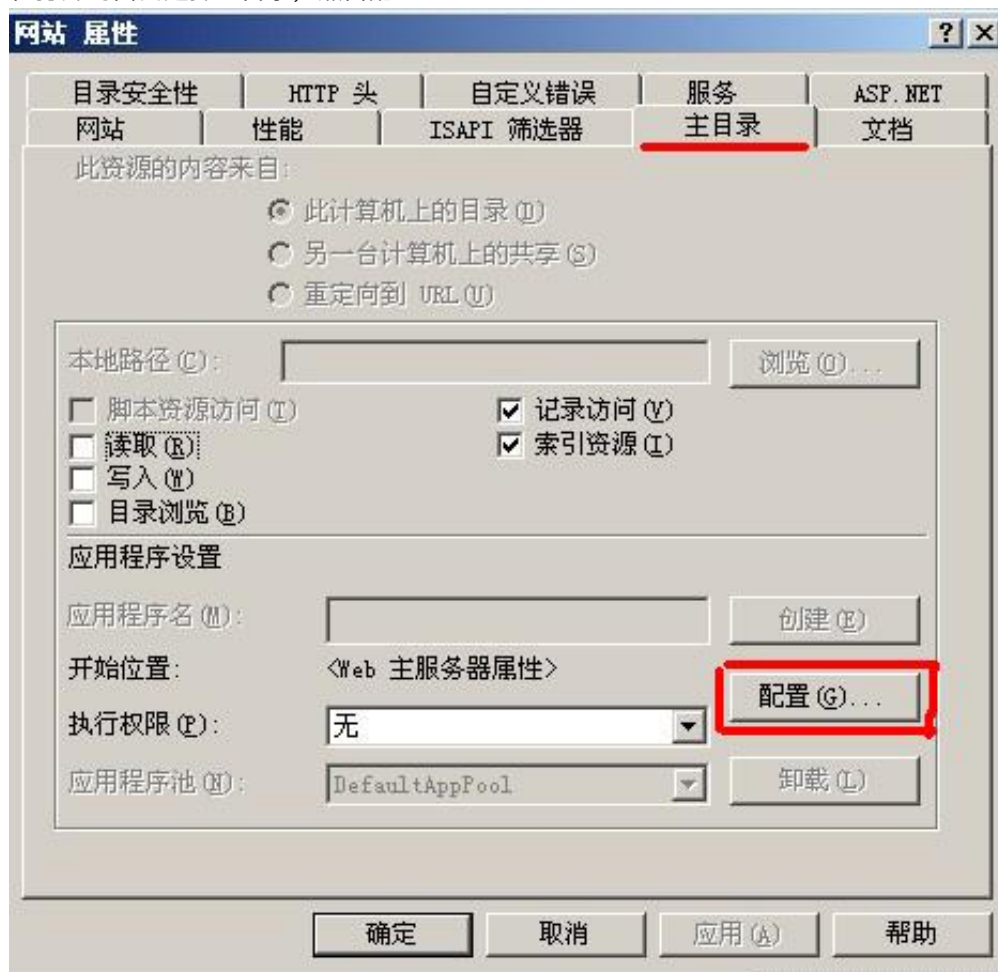 网站 属性
目录安全性 HTTP 头 自定义错误 服务 ASP.NET
网站 性能 ISAPI 筛选器 主目录 文档
此资源的内容来自:
此计算机上的目录(D)
另一台计算机上的共享(S)
重定向到 URL(U)
本地路径(C): 浏览(O)...
脚本资源访问(T) 记录访问(V)
读取(R) 索引资源(I)
写入(W)
目录浏览(B)
应用程序设置
应用程序名(M): 创建(E)
开始位置: <Web 主服务器属性>
配置(G)...
执行权限(P): 无
应用程序池(N): DefaultAppPool 卸载(L)
确定 取消 应用(A) 帮助